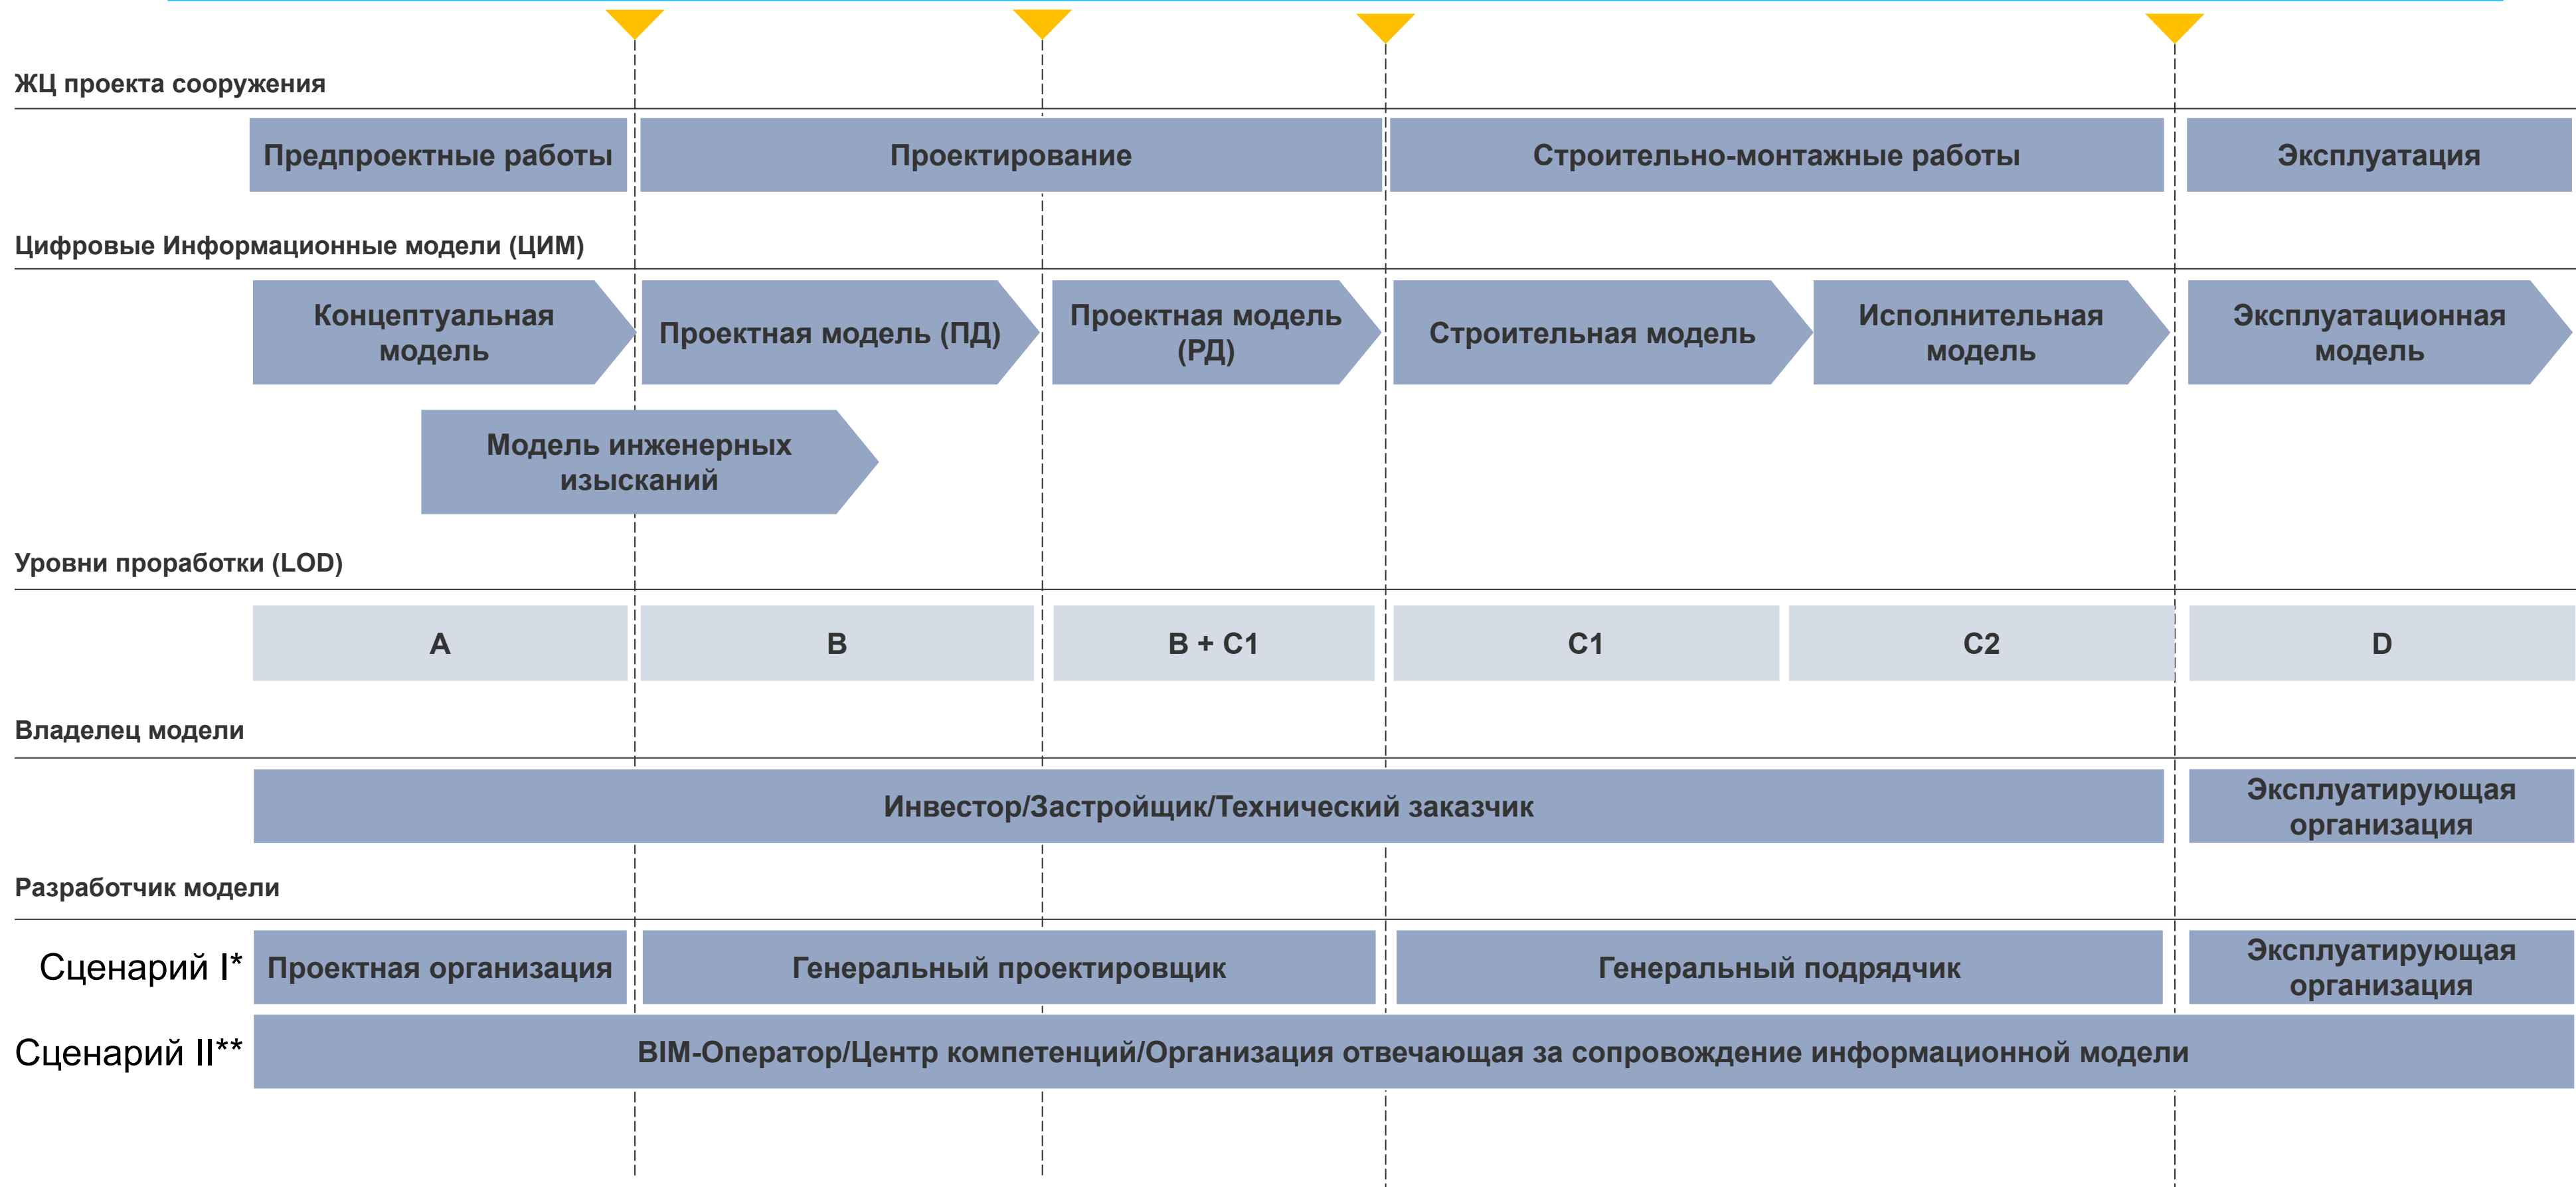 ЖЦ проекта сооружения
Предпроектные работы
Проектирование
Строительно-монтажные работы
Эксплуатация
Цифровые Информационные модели (ЦИМ)
Концептуальная
модель
Проектная модель (ПД)
Проектная модель
(РД)
Строительная модель
Исполнительная
модель
Эксплуатационная
модель
Модель инженерных
изысканий
Уровни проработки (LOD)
A
B
B + C1
C1
C2
D
Владелец модели
Инвестор/Застройщик/Технический заказчик
Эксплуатирующая
организация
Разработчик модели
Сценарий I*
Проектная организация
Генеральный проектировщик
Генеральный подрядчик
Эксплуатирующая
организация
Сценарий II**
BIM-Оператор/Центр компетенций/Организация отвечающая за сопровождение информационной модели